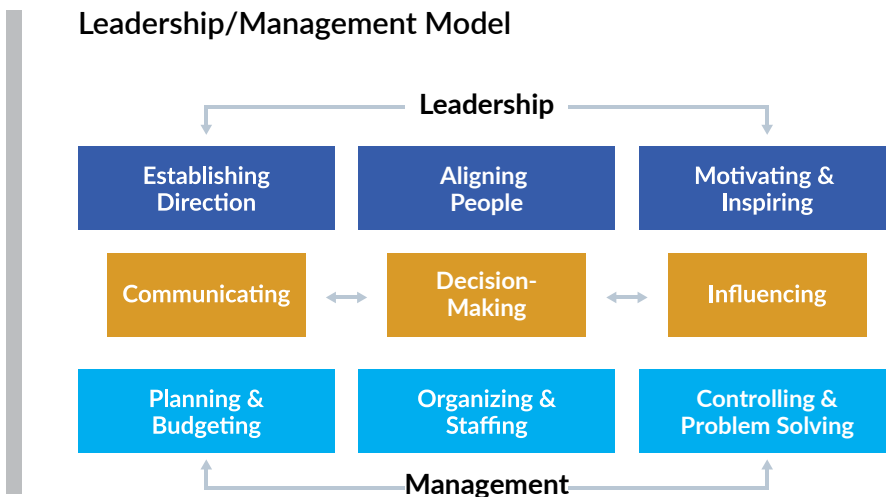 Leadership/Management Model
Leadership
Establishing
Direction
Aligning
People
Motivating &
Inspiring
Communicating
Decision-
Making
Influencing
Planning &
Budgeting
Organizing &
Staffing
Controlling &
Problem Solving
Management